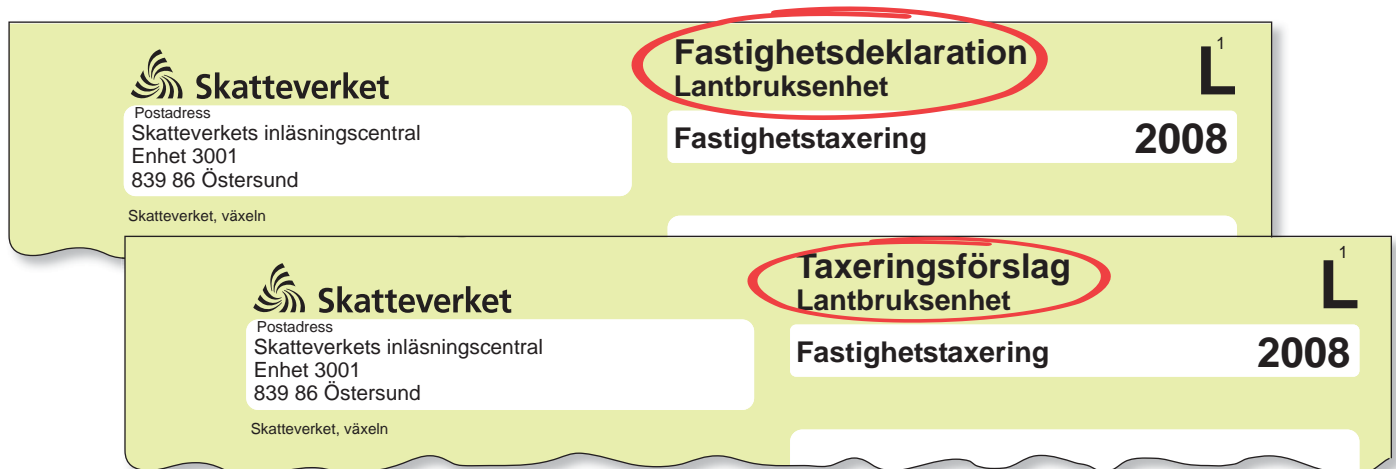 Skatteverket
Postadress
Skatteverkets inläsningscentral
Enhet 3001
839 86 Östersund
Skatteverket, växeln
Fastighetsdeklaration
Lantbruksenhet
L 1
Fastighetstaxering 2008
Skatteverket
Postadress
Skatteverkets inläsningscentral
Enhet 3001
839 86 Östersund
Skatteverket, växeln
Taxeringsförslag
Lantbruksenhet
L 1
Fastighetstaxering 2008